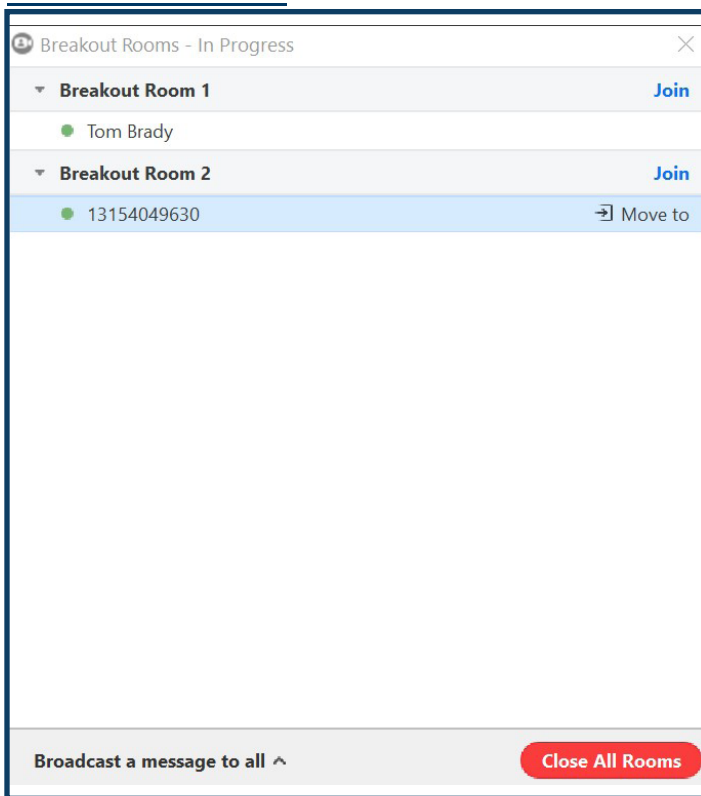 Breakout Rooms - In Progress
Breakout Room 1 Join
Tom Brady
Breakout Room 2 Join
13154049630 Move to
Broadcast a message to all Close All Rooms